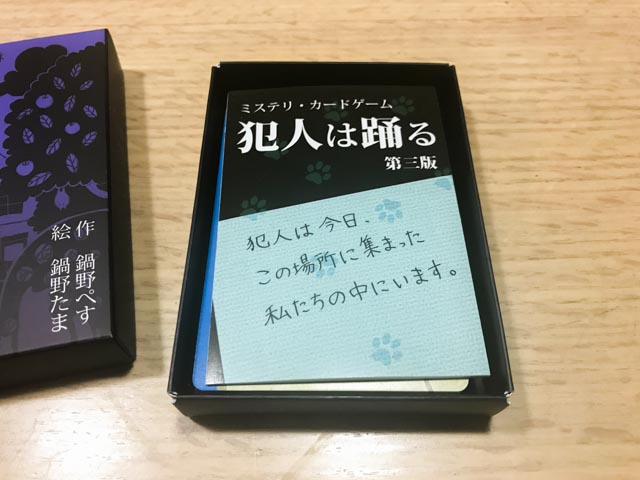 ミステリ・カードゲーム
犯人は踊る
第三版
犯人は今日、
この場所に集まった
私たちの中にいます。
作 鍋野ぺす
絵 鍋野たま